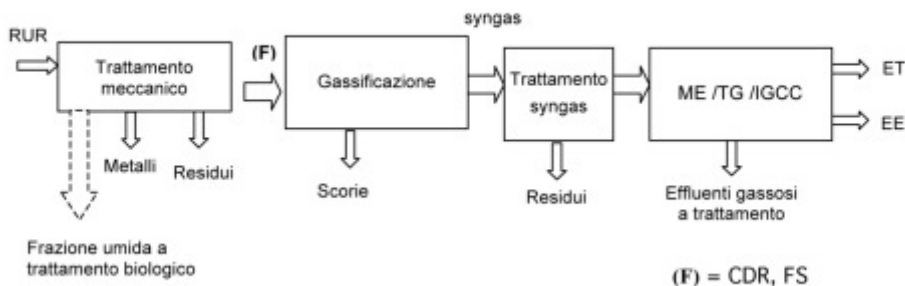 syngas
RUR
(F)
Trattamento
meccanico
Gassificazione
Trattamento
syngas
ME /TG /IGCC
ET
EE
Metalli
Residui
Scorie
Residui
Effluenti gassosi
a trattamento
Frazione umida a
trattamento biologico
(F) = CDR, FS